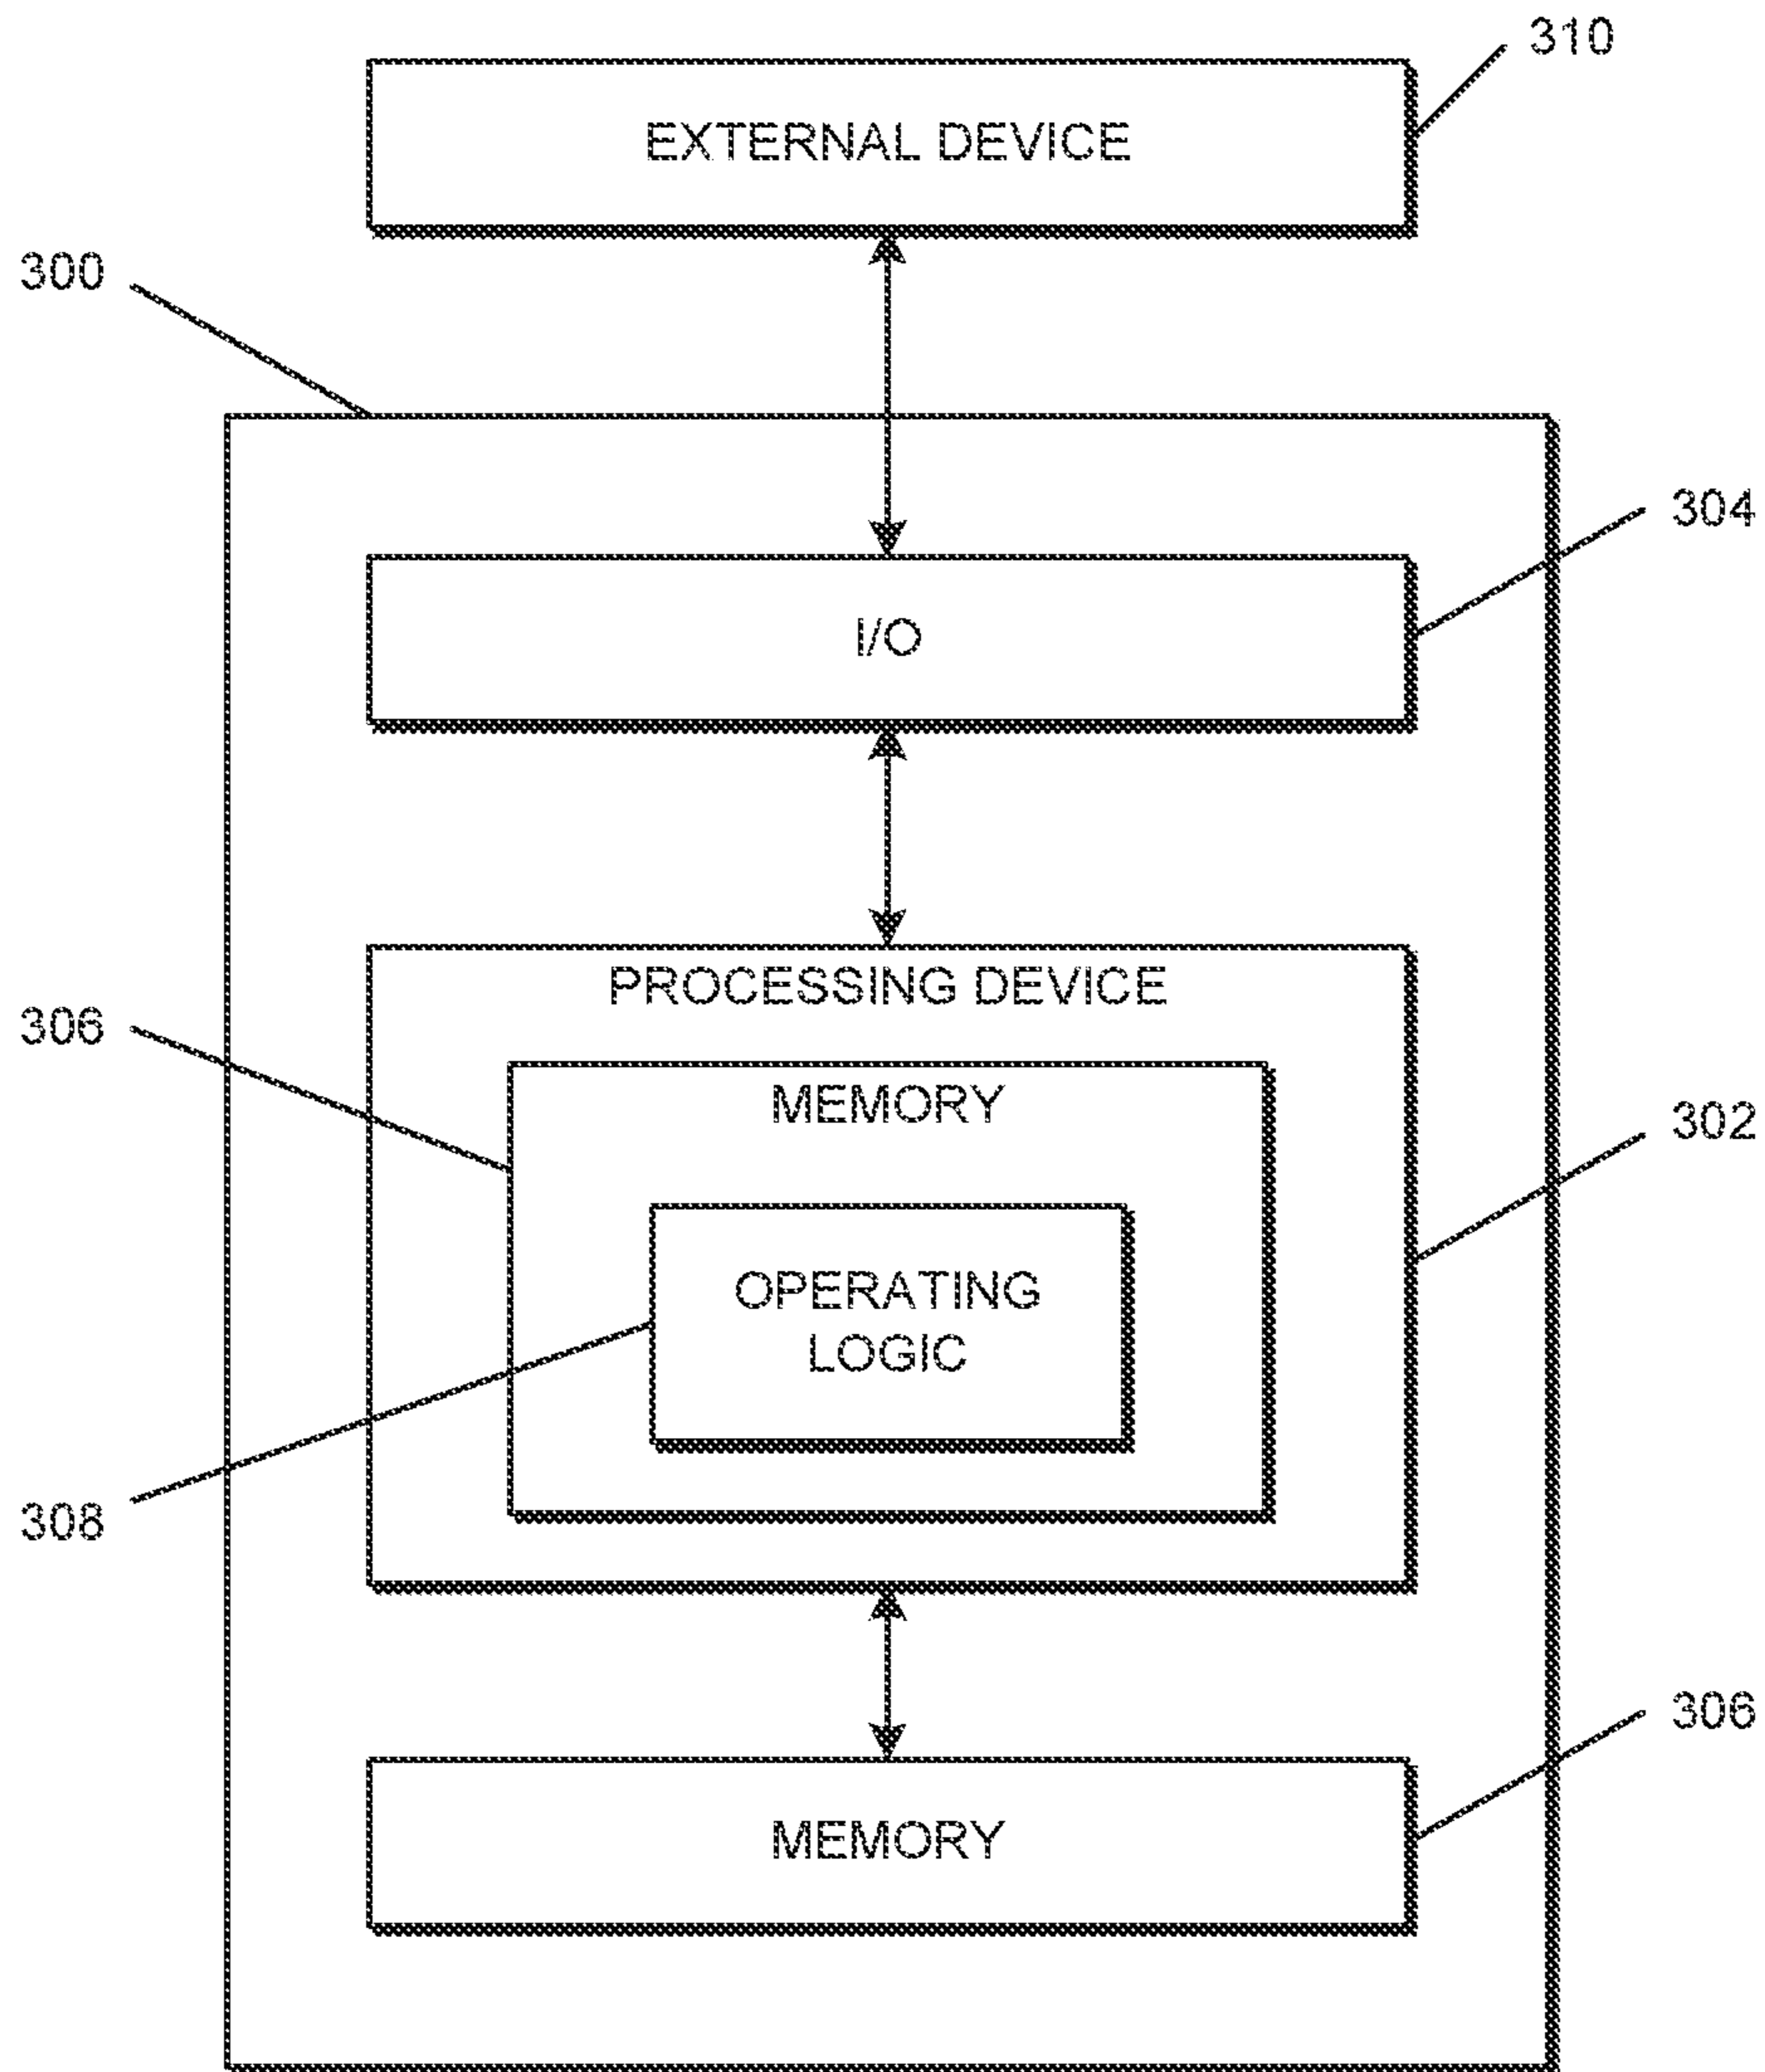 310
EXTERNAL DEVICE
300
304
I/O
PROCESSING DEVICE
306
MEMORY
302
OPERATING
LOGIC
308
306
MEMORY